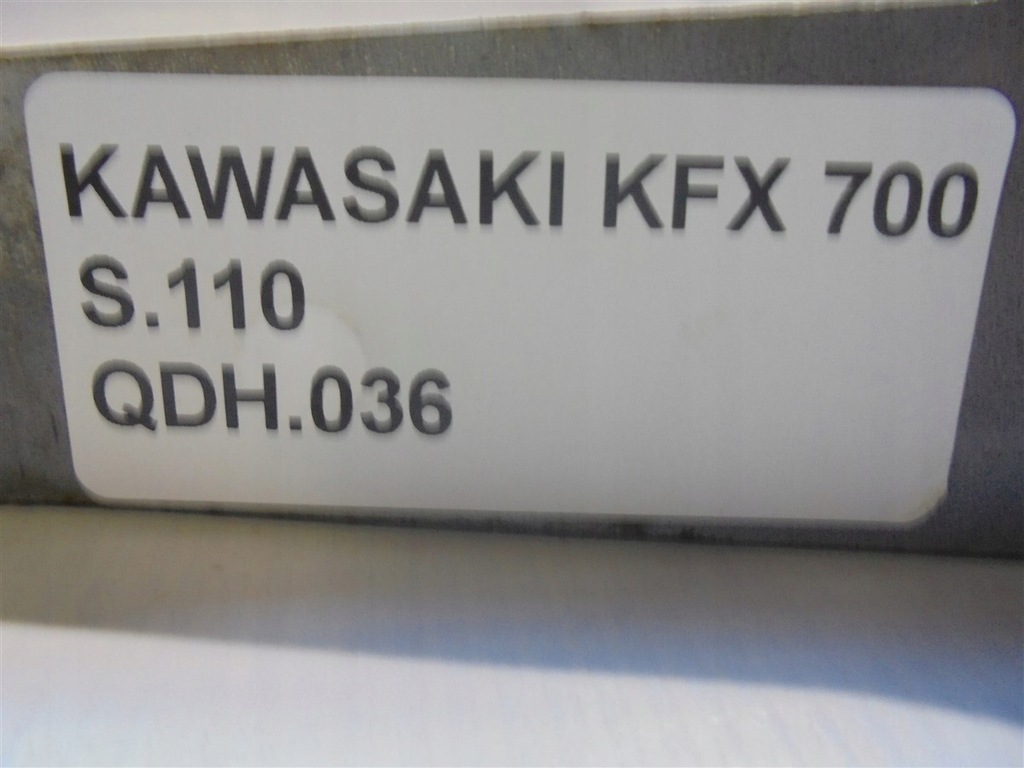 KAWASAKI KFX 700
S.110
QDH.036